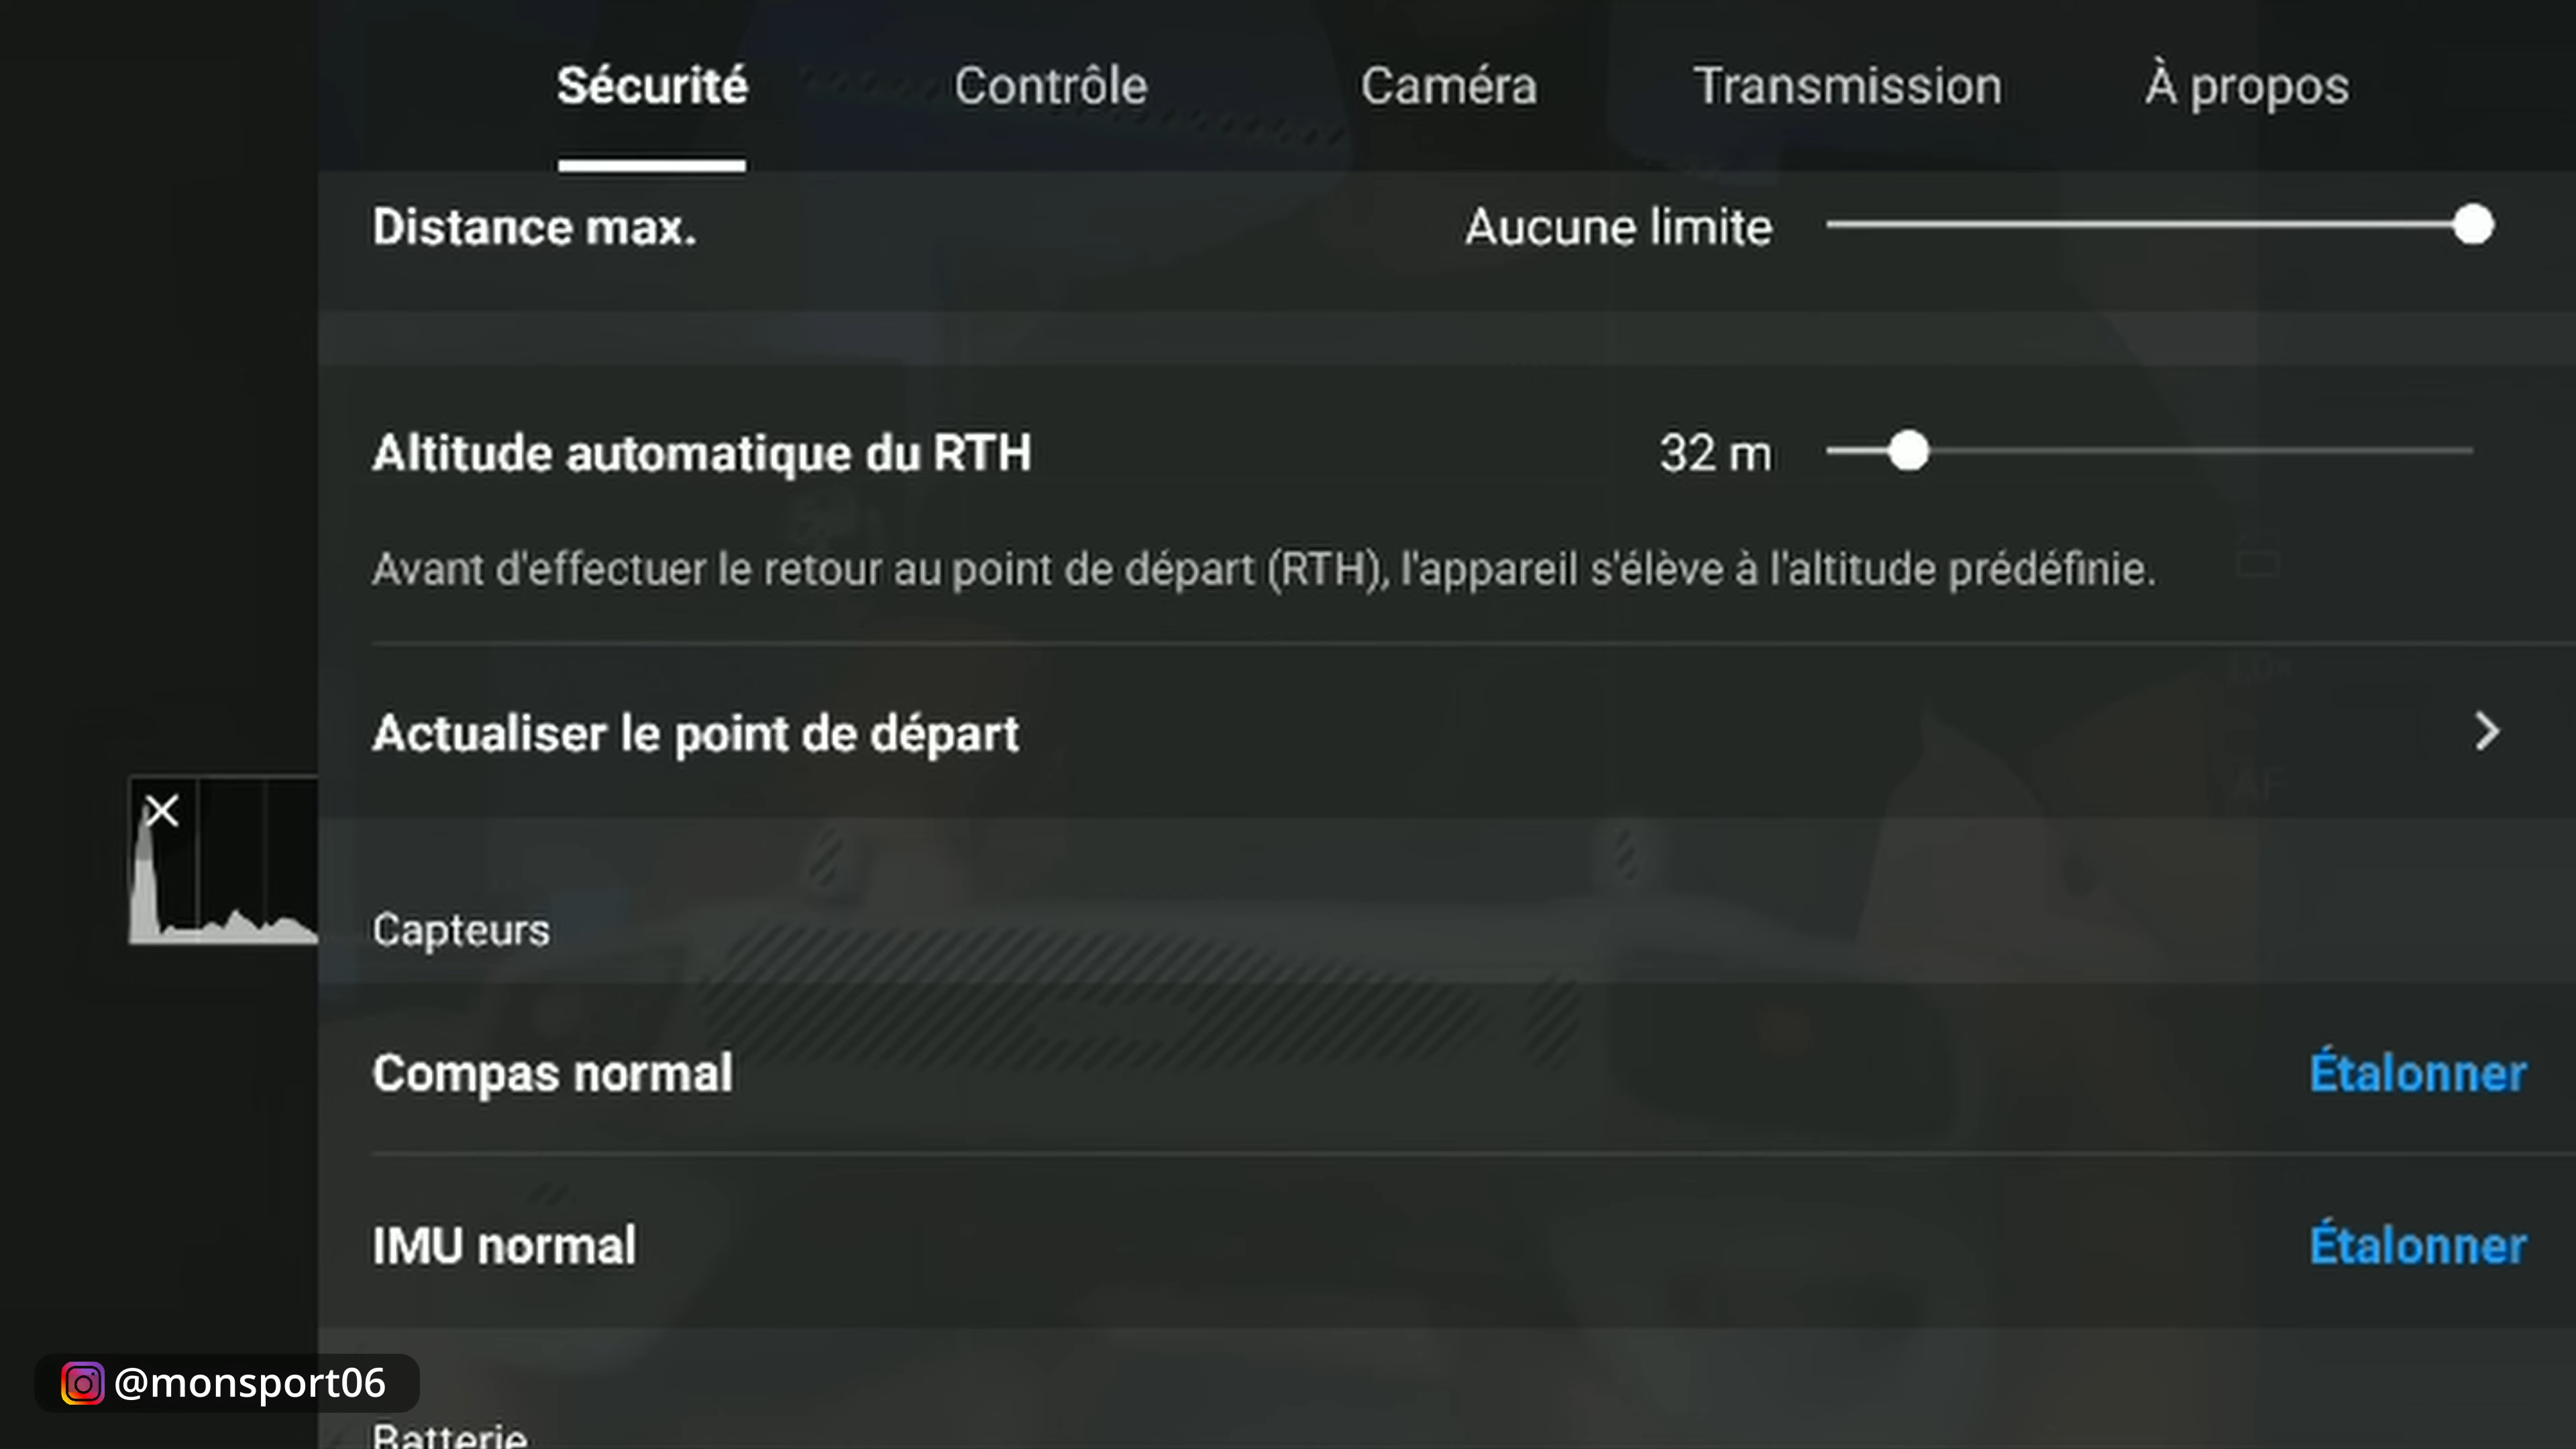 Sécurité Contrôle Caméra Transmission À propos
Distance max. Aucune limite
Altitude automatique du RTH 32 m
Avant d'effectuer le retour au point de départ (RTH), l'appareil s'élève à l'altitude prédéfinie.
Actualiser le point de départ
Capteurs
Compas normal Étalonner
IMU normal Étalonner
@monsport06
Batterie